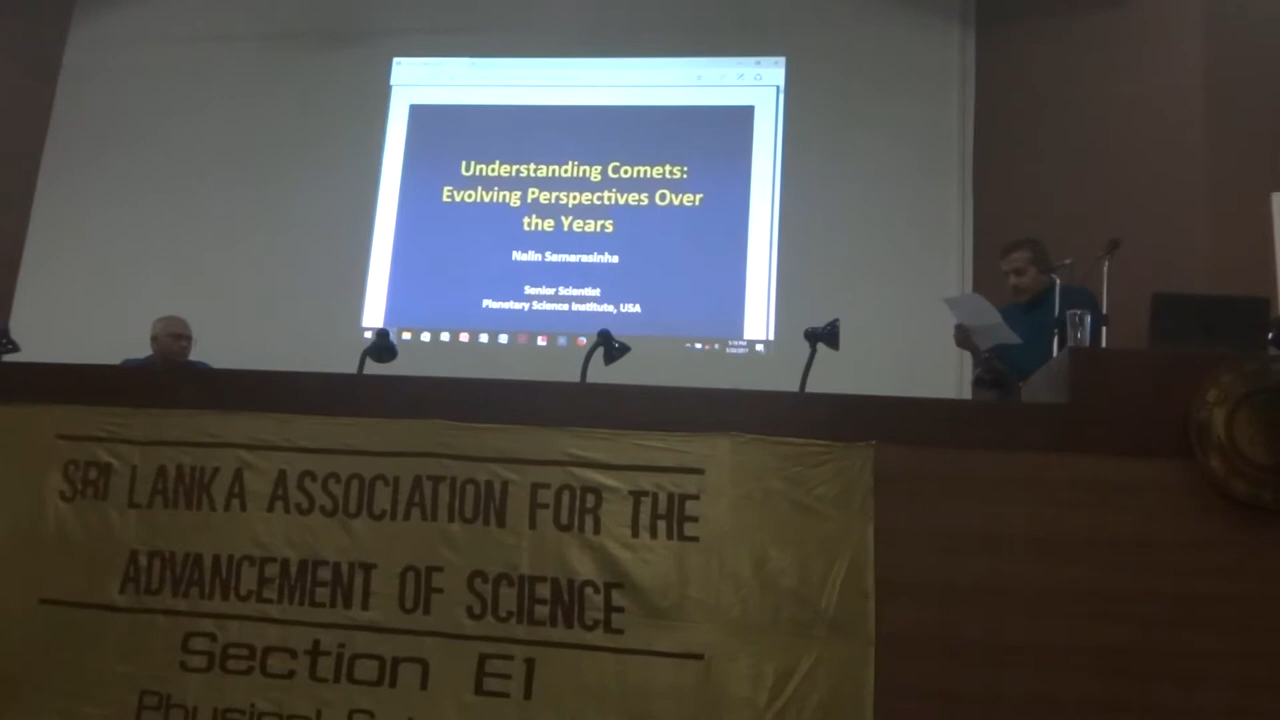 Understanding Comets:
Evolving Perspectives Over
the Years
Nalin Samarasinha
Senior Scientist
Planetary Science Institute, USA
SRI LANKA ASSOCIATION FOR THE
ADVANCEMENT OF SCIENCE
Section E1
Physical